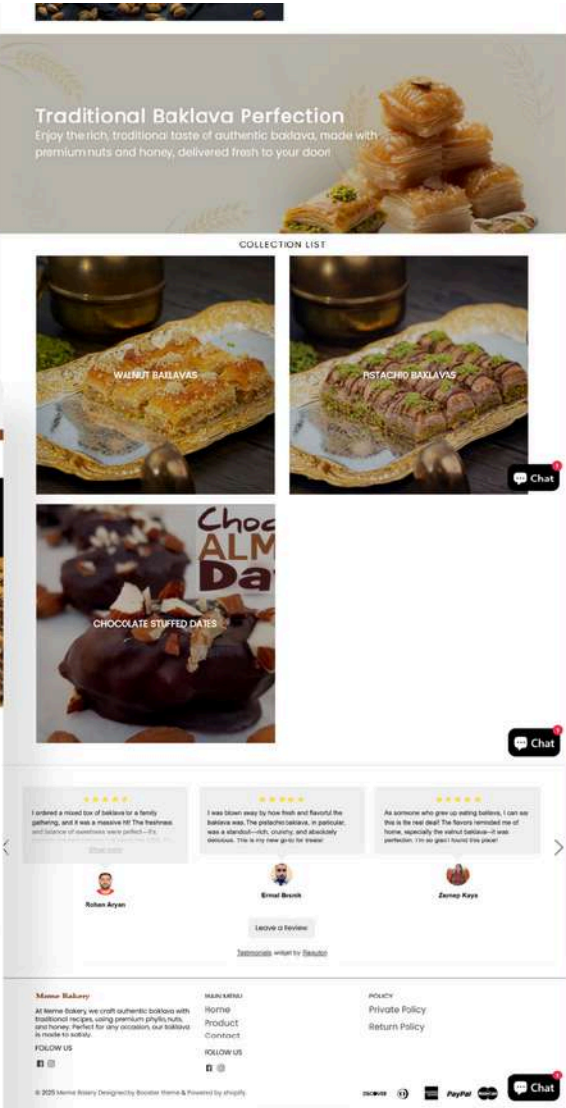 Traditional Baklava Perfection
Enjoy the rich, traditional taste of authentic baklava, made with
premium nuts and honey, delivered fresh to your door!
COLLECTION LIST
WALNUT BAKLAVAS
PISTACHIO BAKLAVAS
Chat
Choc
ALM
Da
CHOCOLATE STUFFED DATES
Chat
I ordered a mixed box of baklava for a family
gathering, and it was a massive hit! The freshness
and balance of sweetness were perfect—it's
Show more
Rohan Aryan
I was blown away by how fresh and flavorful the
baklava was. The pistachio baklava, in particular,
was a standout—rich, crunchy, and absolutely
delicious. This is my new go-to for treats!
Ermal Besnik
As someone who grew up eating baklava, I can say
this is the real deal! The flavors reminded me of
home, especially the walnut baklava—it was
perfection. I'm so glad I found this place!
Zeynep Kaya
Leave a Review
Testimonials widget by
Meme Bakery
At Meme Bakery, we craft authentic baklava with
traditional recipes, using premium phyllo, nuts,
and honey. Perfect for any occasion, our baklava
is made to satisfy.
FOLLOW US
MAIN MENU
Home
Product
Contact
FOLLOW US
POLICY
Private Policy
Return Policy
© 2025 Meme Bakery Designed by Booster theme & Powered by shopify.
DISCOVER
PayPal
Chat